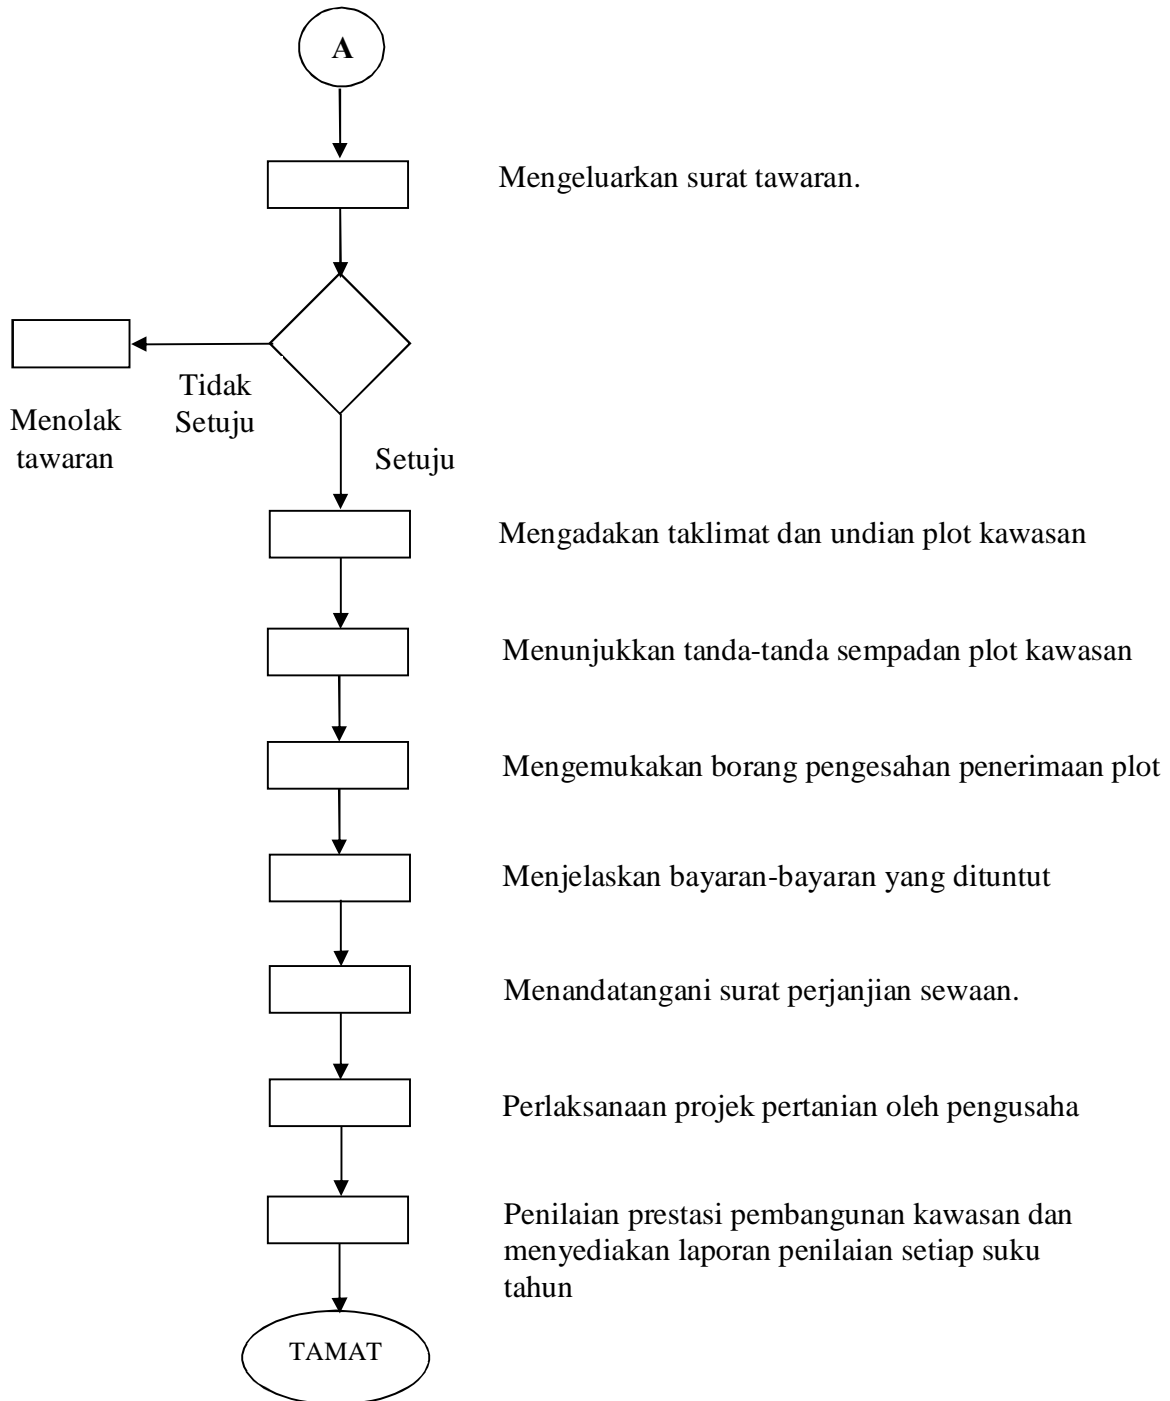 A
Mengeluarkan surat tawaran.
Tidak
Setuju
Menolak
tawaran
Setuju
Mengadakan taklimat dan undian plot kawasan
Menunjukkan tanda-tanda sempadan plot kawasan
Mengemukakan borang pengesahan penerimaan plot
Menjelaskan bayaran-bayaran yang dituntut
Menandatangani surat perjanjian sewaan.
Perlaksanaan projek pertanian oleh pengusaha
Penilaian prestasi pembangunan kawasan dan
menyediakan laporan penilaian setiap suku
tahun
TAMAT